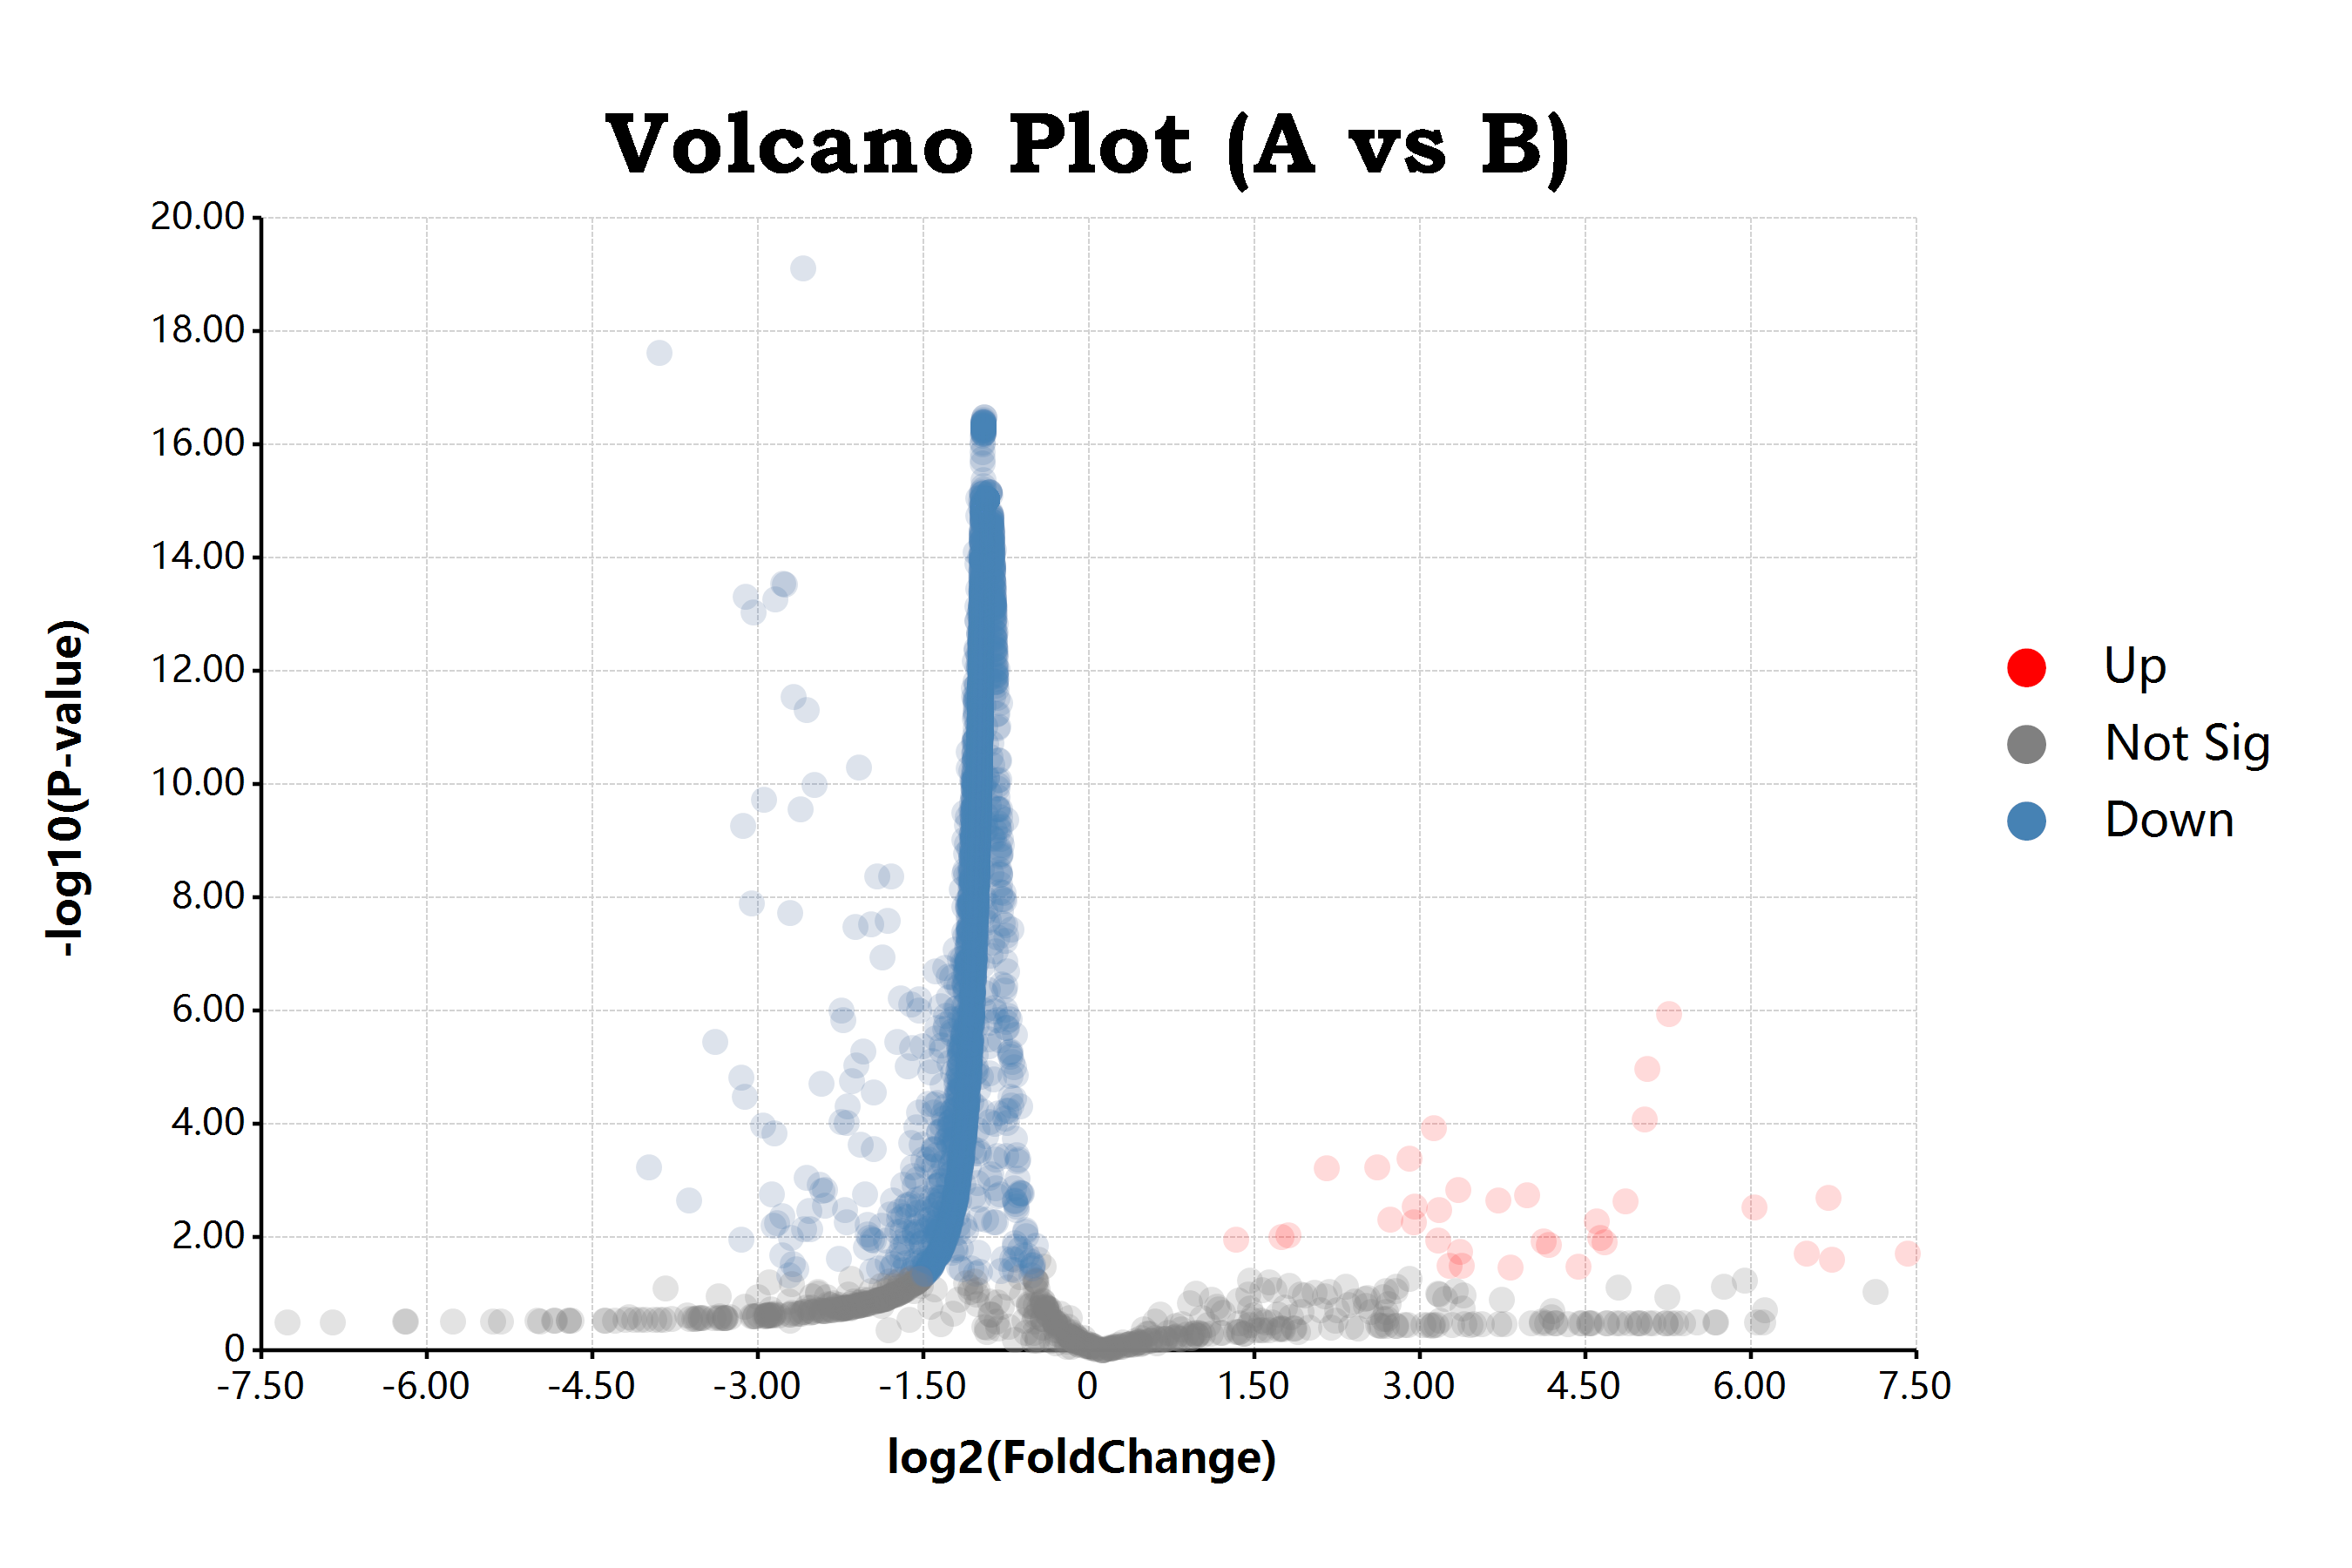 Volcano Plot (A vs B)
20.00
18.00
16.00
14.00
12.00
10.00
8.00
6.00
4.00
2.00
0
-log10(P-value)
-7.50 -6.00 -4.50 -3.00 -1.50 0 1.50 3.00 4.50 6.00 7.50
log2(FoldChange)
Up
Not Sig
Down